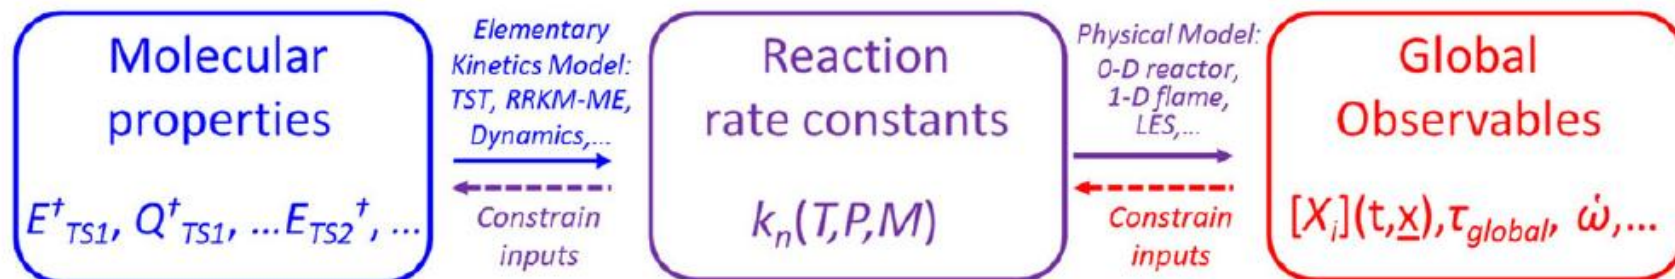 Molecular
properties
E†TS1, Q†TS1, ...ETS2†, ...
Elementary
Kinetics Model:
TST, RRKM-ME,
Dynamics,...
Constrain
inputs
Reaction
rate constants
kn(T,P,M)
Physical Model:
0-D reactor,
1-D flame,
LES,...
Constrain
inputs
Global
Observables
[Xi](t,x),τglobal, ω̇,...